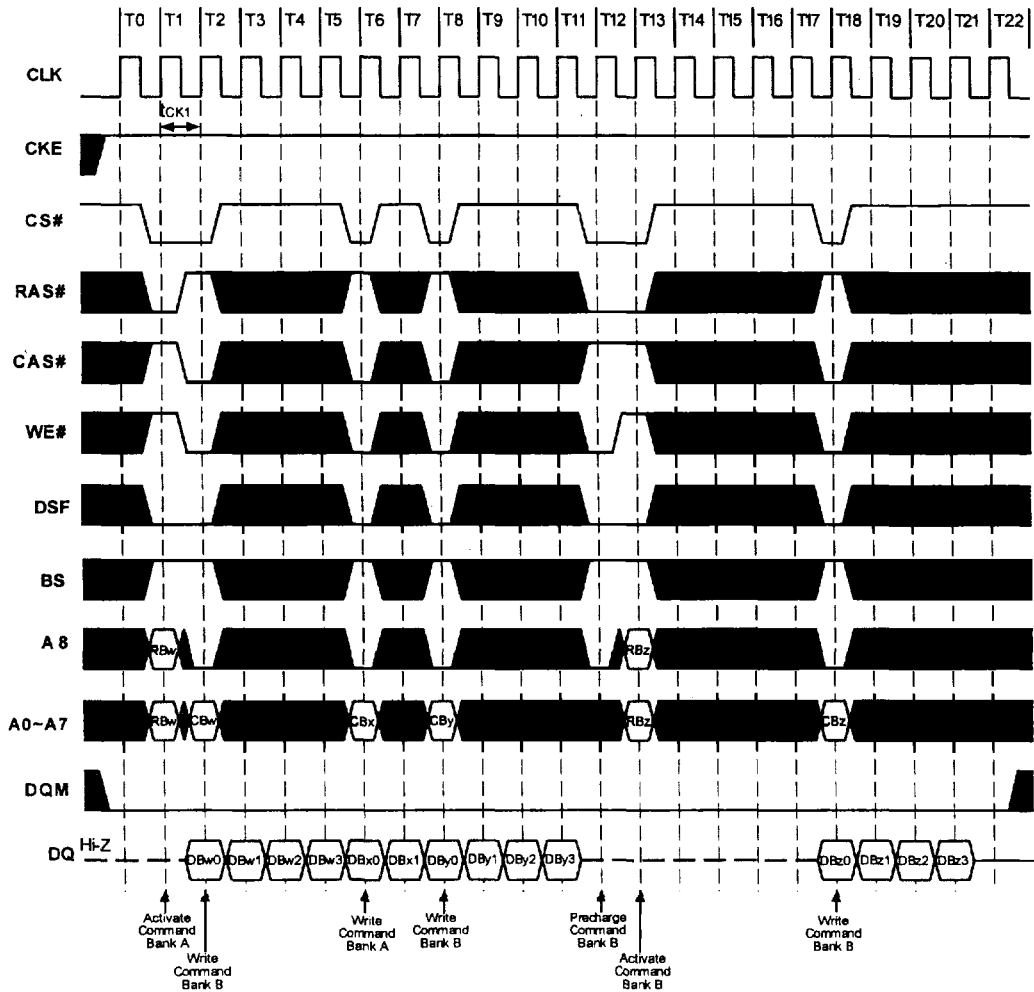 T0 T1 T2 T3 T4 T5 T6 T7 T8 T9 T10 T11 T12 T13 T14 T15 T16 T17 T18 T19 T20 T21 T22
CLK
tCK1
CKE
CS#
RAS#
CAS#
WE#
DSF
BS
A8
RBw RBz
A0~A7
RBw CBw CBx CBy RBz CBz
DQM
DQ Hi-Z
DBw0 DBw1 DBw2 DBw3 DBx0 DBx1 DBy0 DBy1 DBy2 DBy3 DBz0 DBz1 DBz2 DBz3
Activate Command Bank A
Write Command Bank B
Write Command Bank A
Write Command Bank B
Precharge Command Bank B
Activate Command Bank B
Write Command Bank B